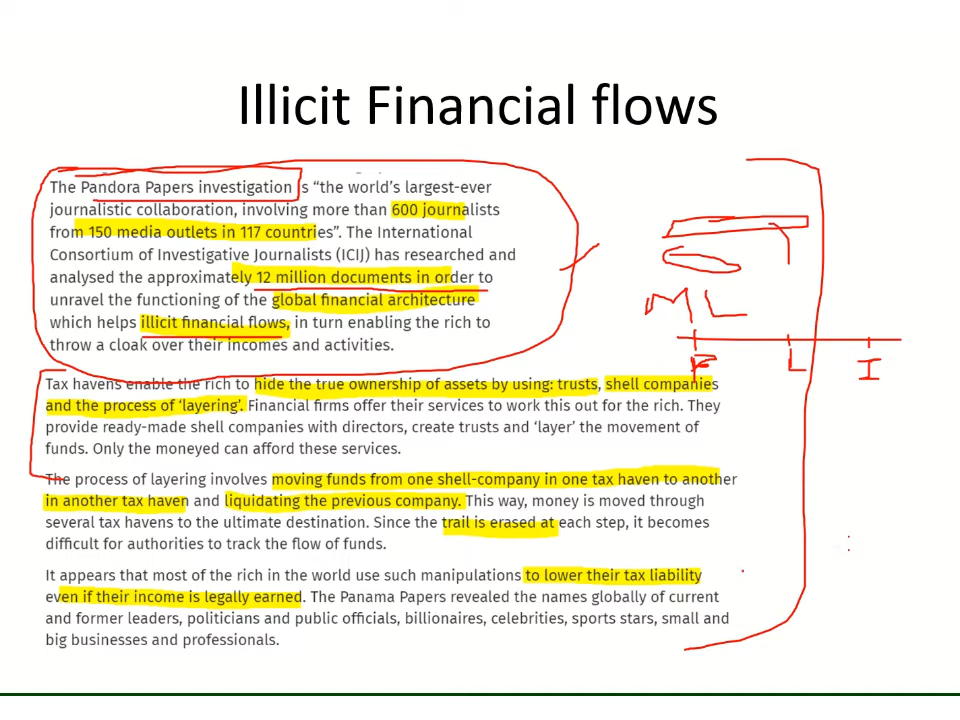 Illicit Financial flows
The Pandora Papers investigation is “the world’s largest-ever
journalistic collaboration, involving more than 600 journalists
from 150 media outlets in 117 countries”. The International
Consortium of Investigative Journalists (ICIJ) has researched and
analysed the approximately 12 million documents in order to
unravel the functioning of the global financial architecture
which helps illicit financial flows, in turn enabling the rich to
throw a cloak over their incomes and activities.
ML
L I
Tax havens enable the rich to hide the true ownership of assets by using: trusts, shell companies
and the process of ‘layering’. Financial firms offer their services to work this out for the rich. They
provide ready-made shell companies with directors, create trusts and ‘layer’ the movement of
funds. Only the moneyed can afford these services.
The process of layering involves moving funds from one shell-company in one tax haven to another
in another tax haven and liquidating the previous company. This way, money is moved through
several tax havens to the ultimate destination. Since the trail is erased at each step, it becomes
difficult for authorities to track the flow of funds.
It appears that most of the rich in the world use such manipulations to lower their tax liability
even if their income is legally earned. The Panama Papers revealed the names globally of current
and former leaders, politicians and public officials, billionaires, celebrities, sports stars, small and
big businesses and professionals.